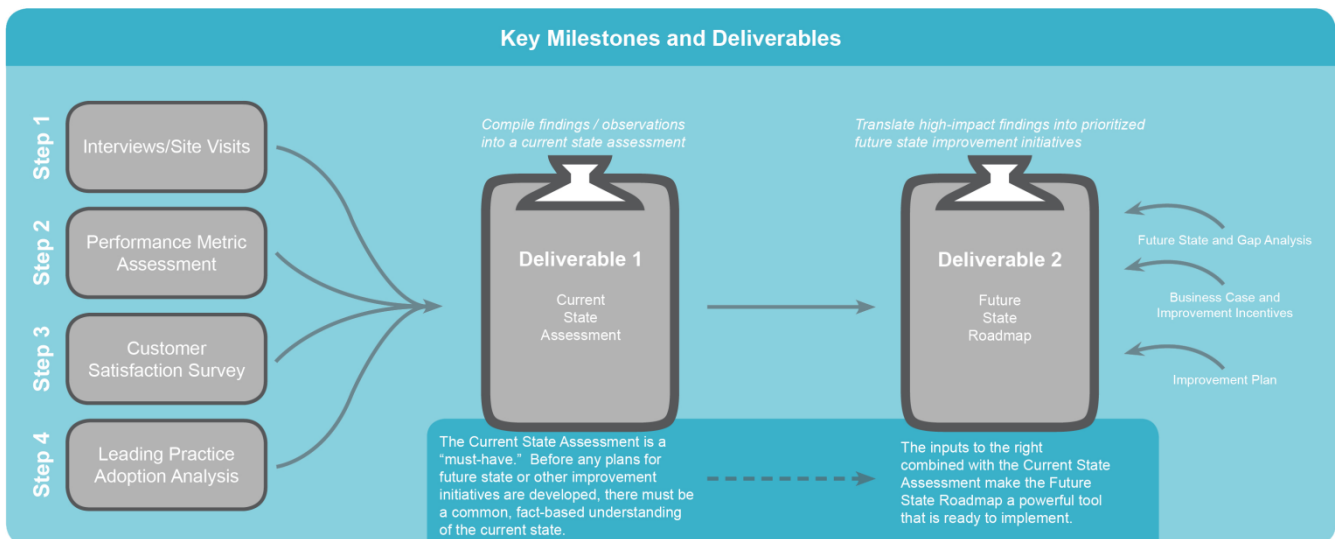 Key Milestones and Deliverables
Step 1
Interviews/Site Visits
Step 2
Performance Metric
Assessment
Step 3
Customer
Satisfaction Survey
Step 4
Leading Practice
Adoption Analysis
Compile findings / observations
into a current state assessment
Deliverable 1
Current
State
Assessment
The Current State Assessment is a
“must-have.”  Before any plans for
future state or other improvement
initiatives are developed, there must be
a common, fact-based understanding
of the current state.
Translate high-impact findings into prioritized
future state improvement initiatives
Deliverable 2
Future
State
Roadmap
The inputs to the right
combined with the Current State
Assessment make the Future
State Roadmap a powerful tool
that is ready to implement.
Future State and Gap Analysis
Business Case and
Improvement Incentives
Improvement Plan